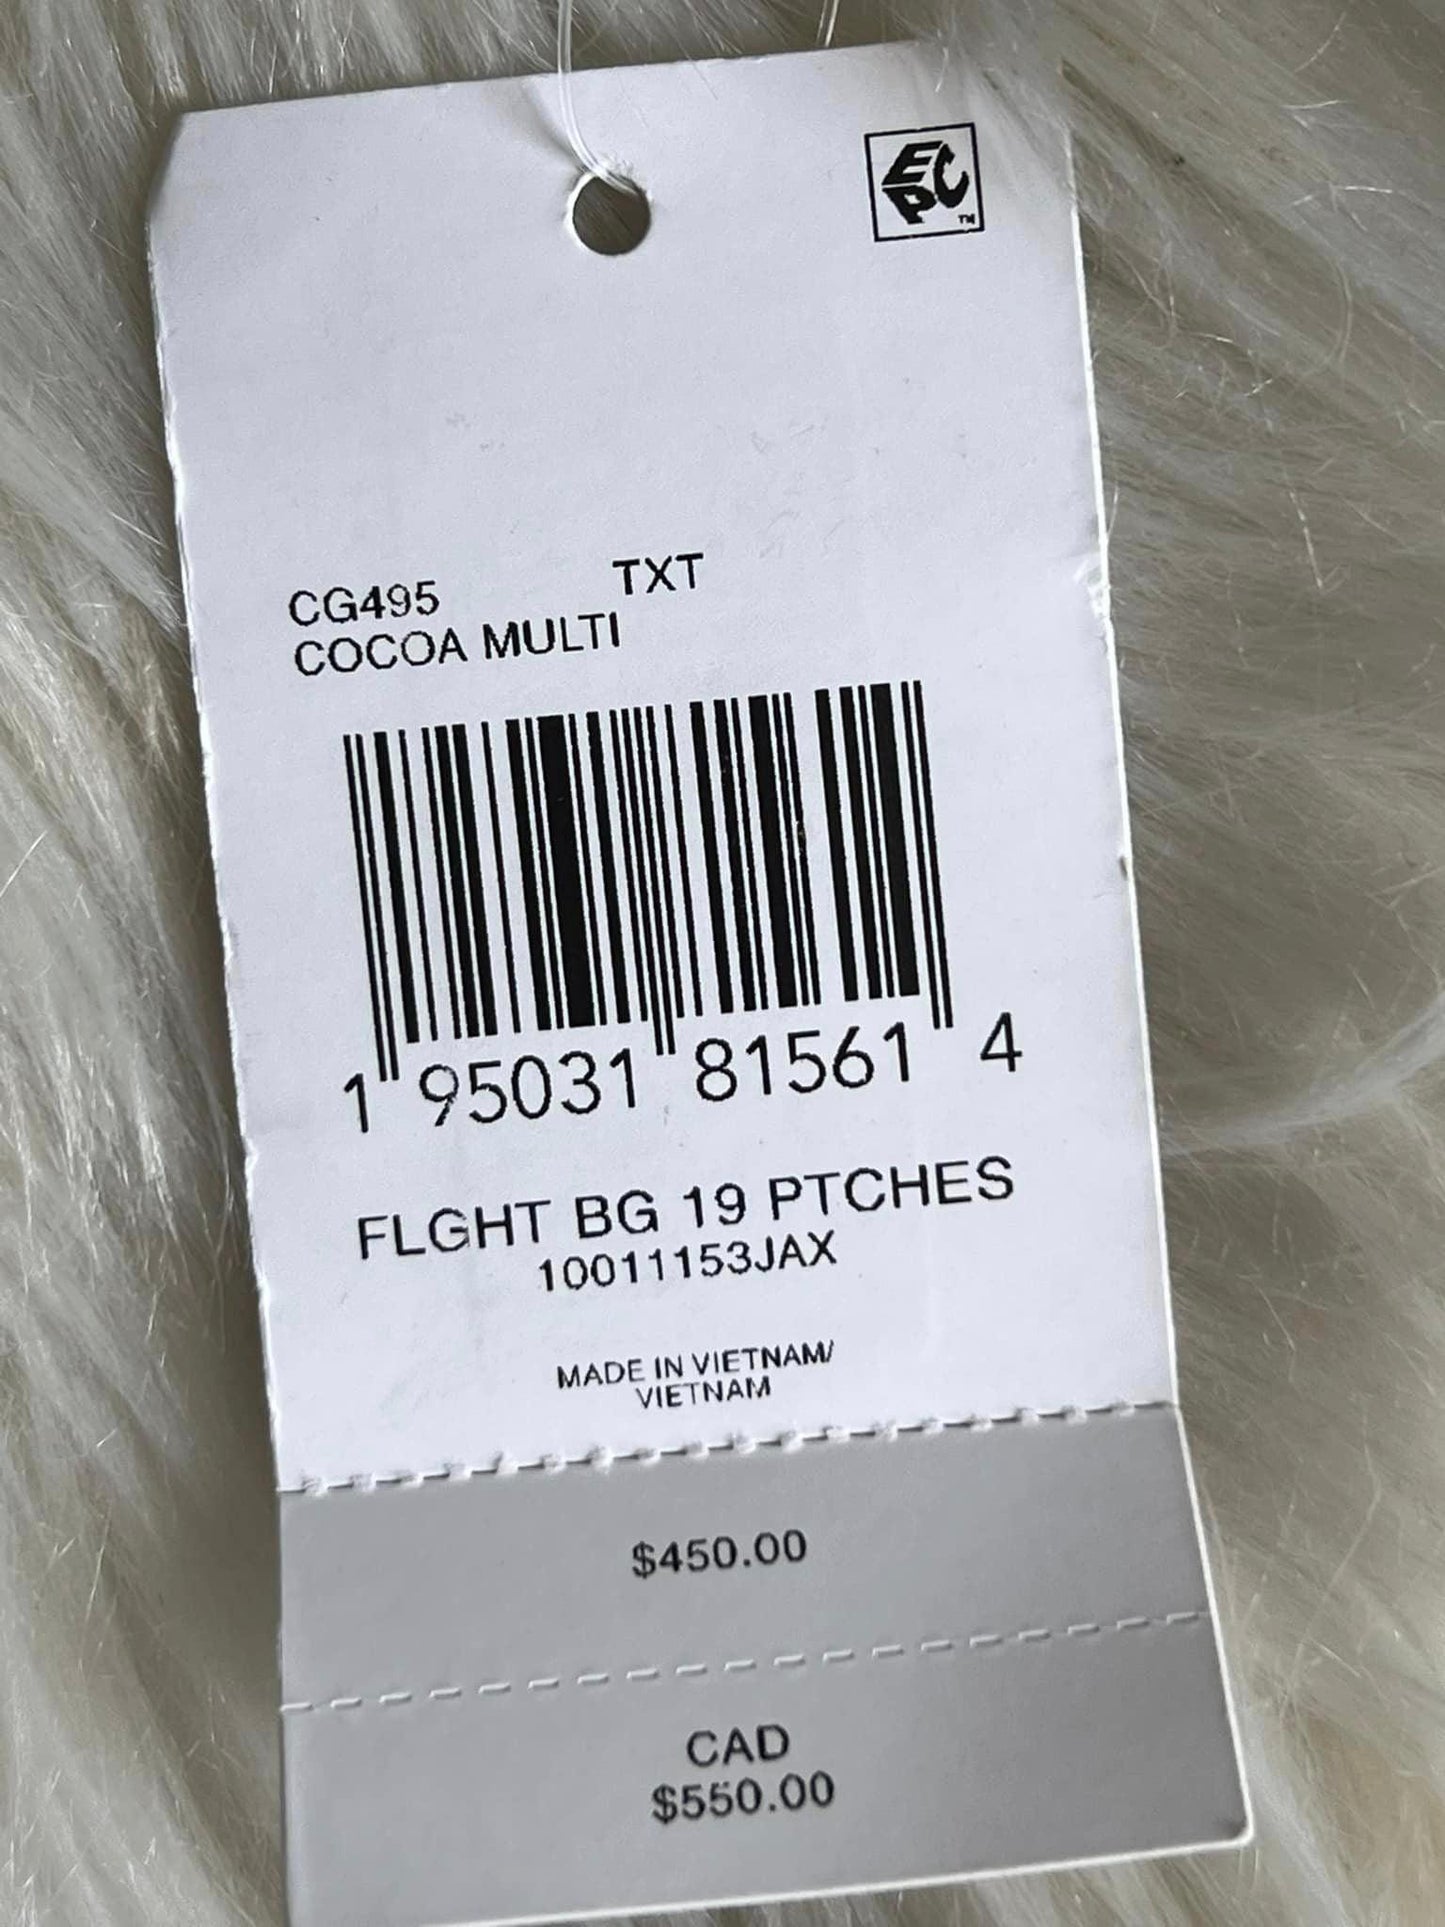 EPC™
CG495 TXT
COCOA MULTI
1 95031 81561 4
FLGHT BG 19 PTCHES
10011153JAX
MADE IN VIETNAM/
VIETNAM
$450.00
CAD
$550.00